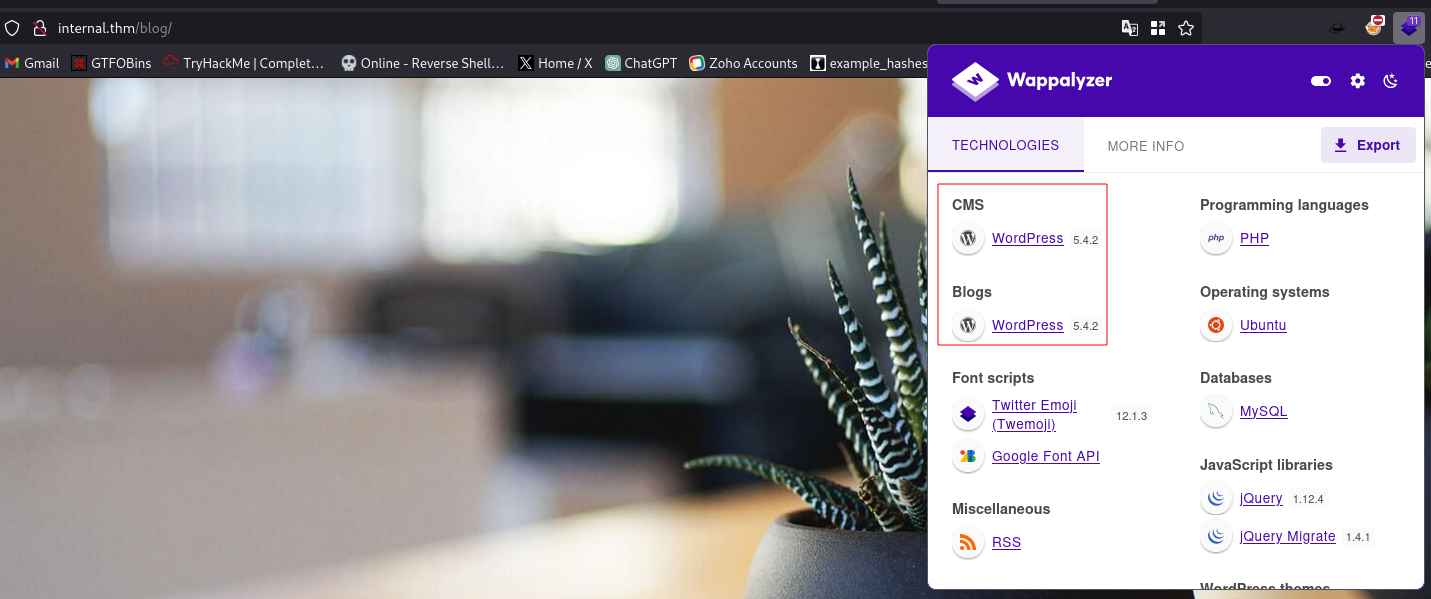 internal.thm/blog/
11
Gmail GTFOBins TryHackMe | Complet… Online - Reverse Shell… Home / X ChatGPT Zoho Accounts example_hashes
Wappalyzer
TECHNOLOGIES MORE INFO Export
CMS
WordPress 5.4.2
Blogs
WordPress 5.4.2
Font scripts
Twitter Emoji
(Twemoji) 12.1.3
Google Font API
Miscellaneous
RSS
Programming languages
php PHP
Operating systems
Ubuntu
Databases
MySQL
JavaScript libraries
jQuery 1.12.4
jQuery Migrate 1.4.1
WordPress themes